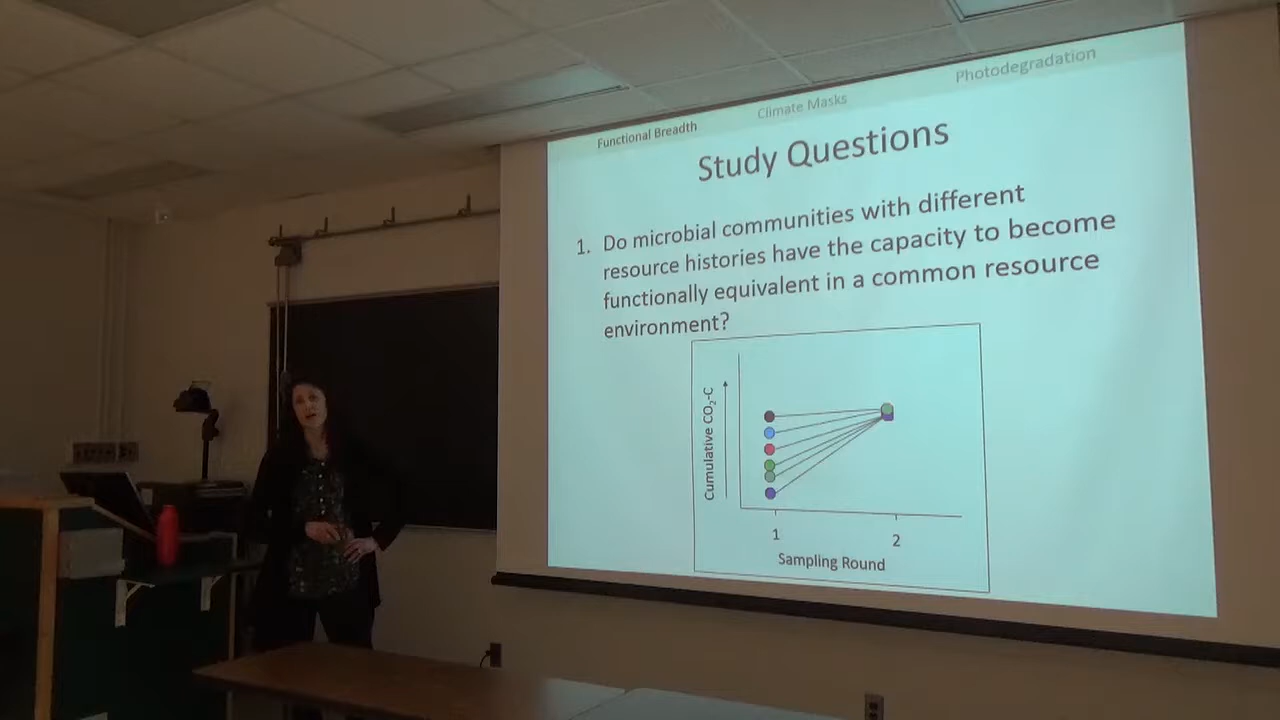 Functional Breadth
Climate Masks
Photodegradation
Study Questions
1. Do microbial communities with different
resource histories have the capacity to become
functionally equivalent in a common resource
environment?
Cumulative CO₂-C
1
2
Sampling Round